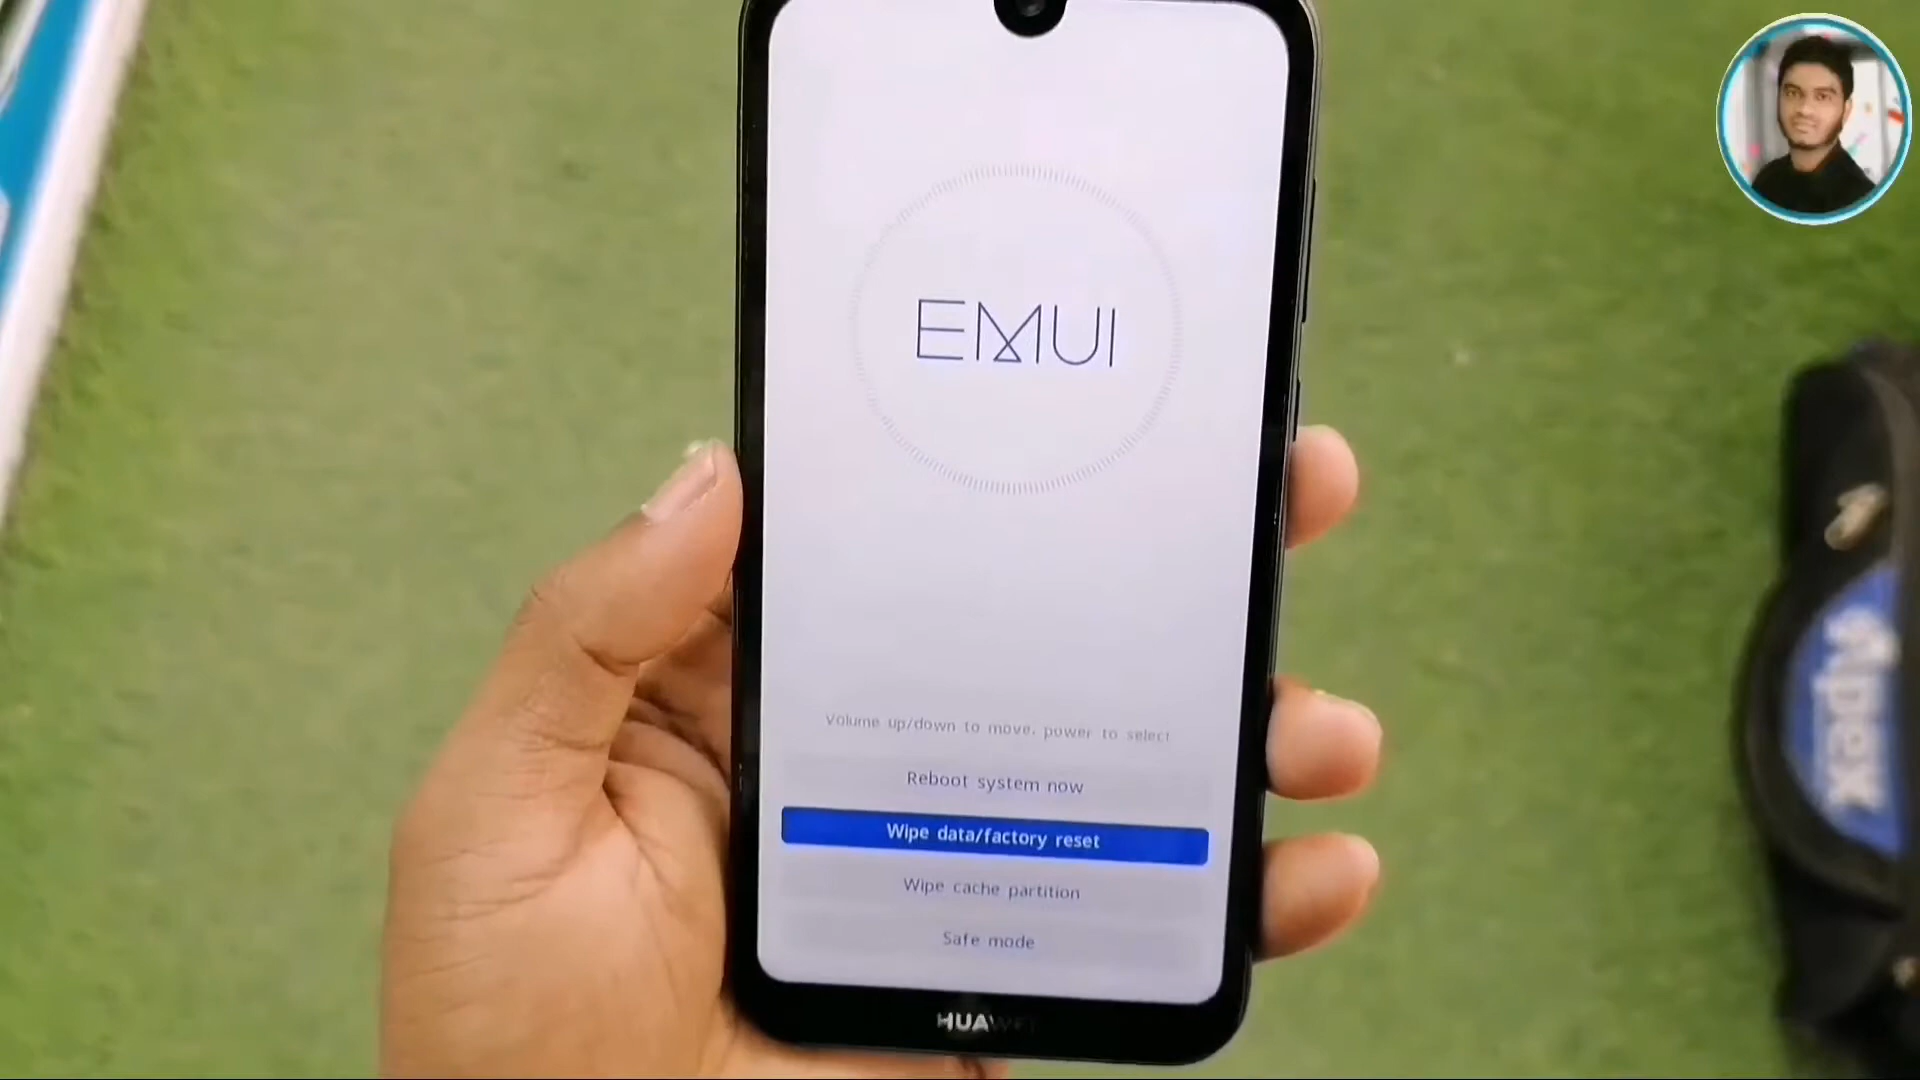 EMUI
Volume up/down to move, power to select
Reboot system now
Wipe data/factory reset
Wipe cache partition
Safe mode
HUAWEI
Apex